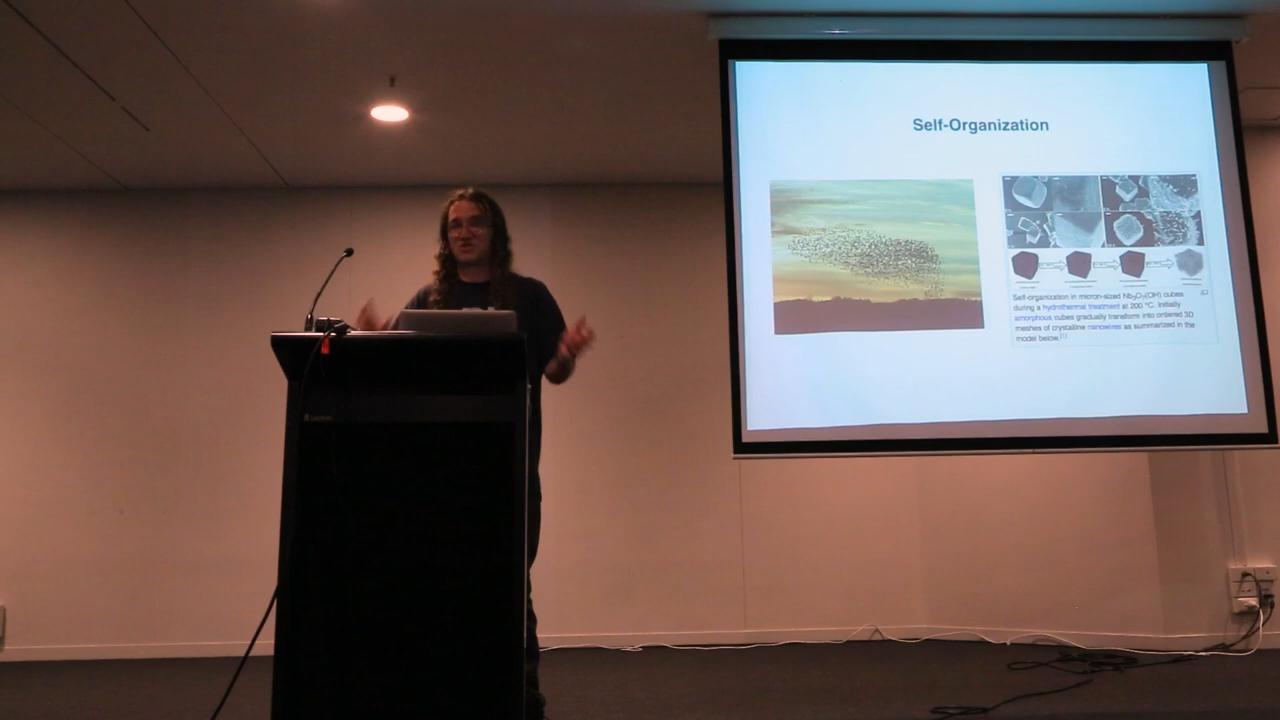 Self-Organization
Self-organization in micron-sized Nb₃O₇(OH) cubes
during a hydrothermal treatment at 200 °C. Initially
amorphous cubes gradually transform into ordered 3D
meshes of crystalline nanowires as summarized in the
model below.[1]